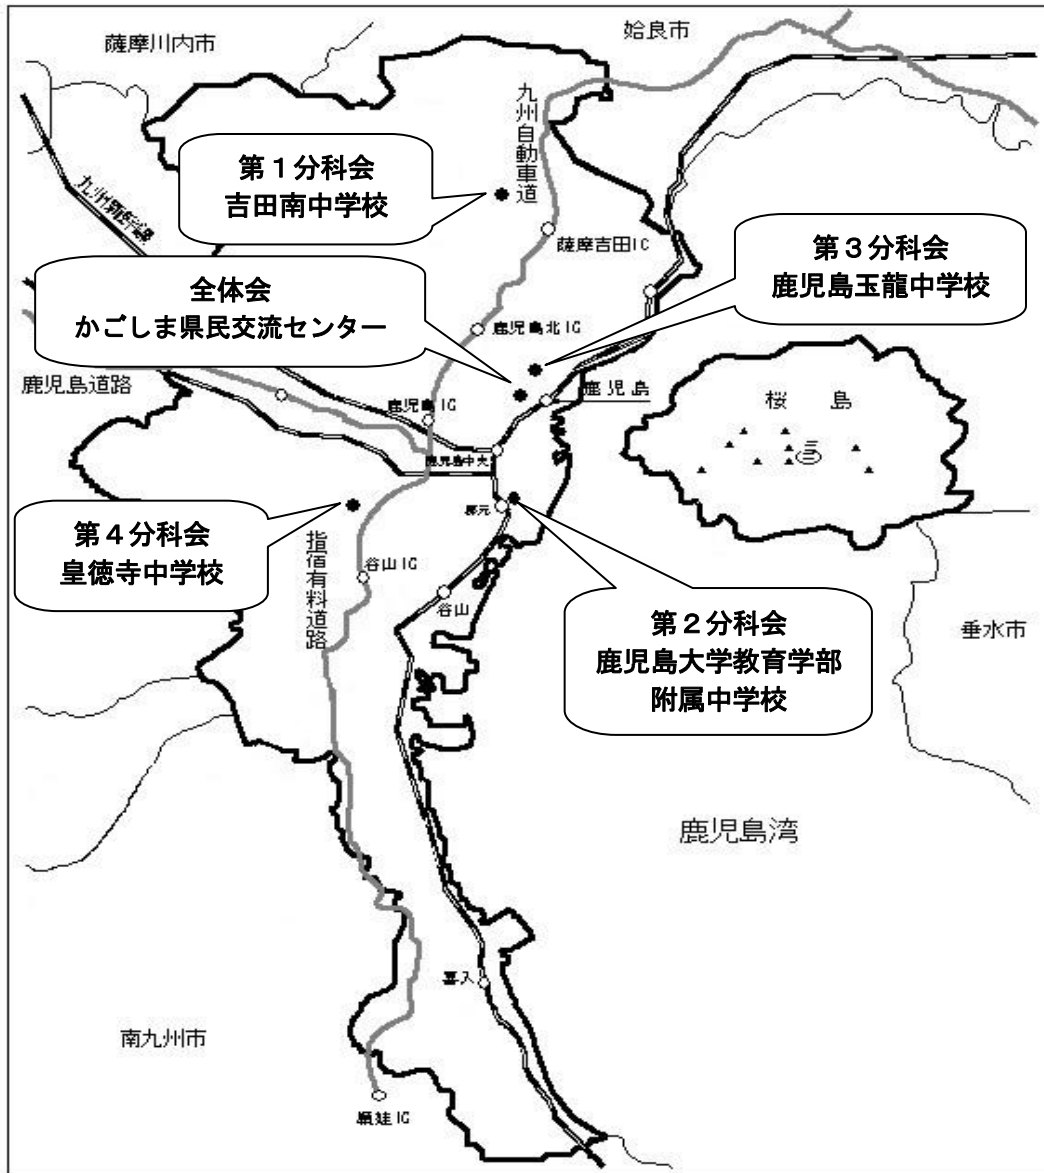 薩摩川内市
姶良市
九州自動車道
第１分科会
吉田南中学校
九州新幹線
薩摩吉田IC
第３分科会
鹿児島玉龍中学校
全体会
かごしま県民交流センター
鹿児島北IC
鹿児島道路
鹿児島IC
鹿児島
桜島
鹿児島中央
郡元
第４分科会
皇徳寺中学校
指宿有料道路
谷山IC
谷山
第２分科会
鹿児島大学教育学部
附属中学校
垂水市
鹿児島湾
喜入
南九州市
頴娃IC